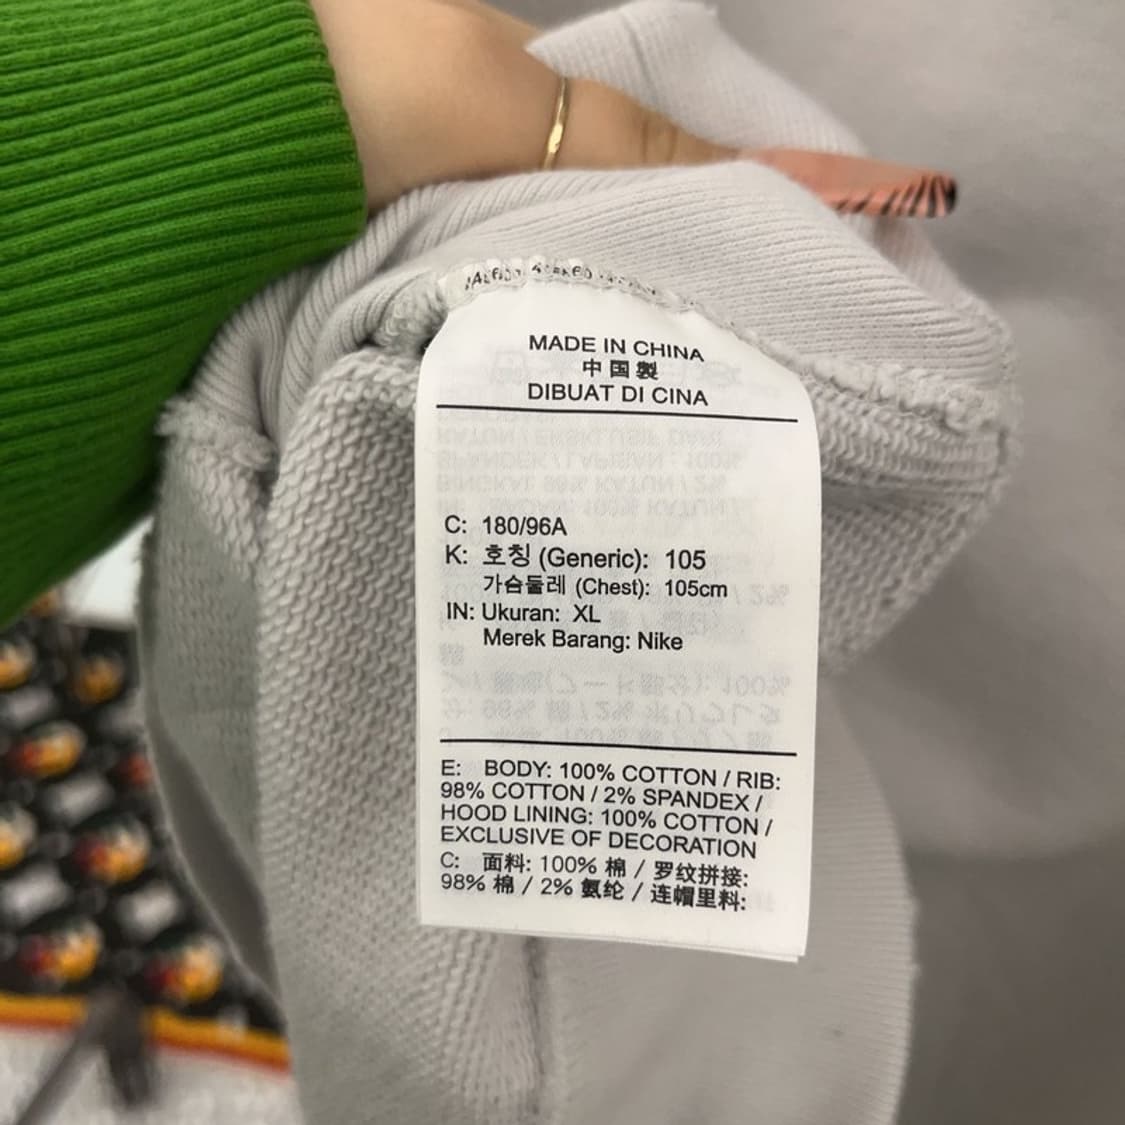 MADE IN CHINA
中国製
DIBUAT DI CINA
C: 180/96A
K: 호칭 (Generic): 105
가슴둘레 (Chest): 105cm
IN: Ukuran: XL
Merek Barang: Nike
E: BODY: 100% COTTON / RIB:
98% COTTON / 2% SPANDEX /
HOOD LINING: 100% COTTON /
EXCLUSIVE OF DECORATION
C: 面料: 100% 棉 / 罗纹拼接:
98% 棉 / 2% 氨纶 / 连帽里料: